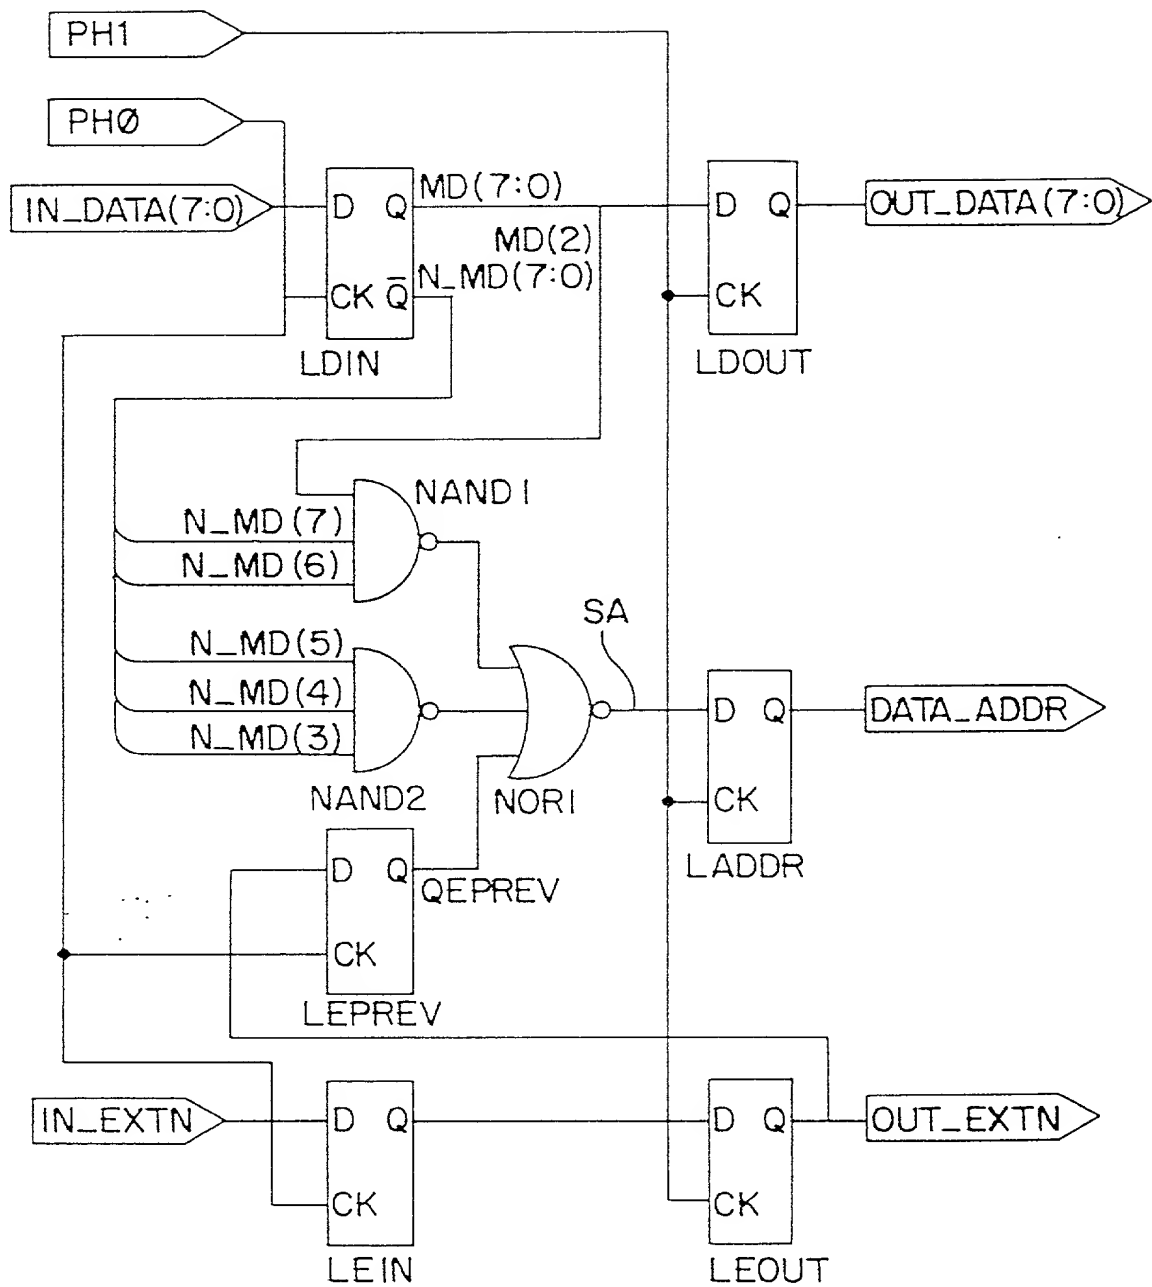 PH1
PHØ
IN_DATA(7:0)
D Q
MD(7:0)
MD(2)
N_MD(7:0)
CK Q̅
LDIN
D Q
CK
LDOUT
OUT_DATA(7:0)
NAND1
N_MD(7)
N_MD(6)
N_MD(5)
N_MD(4)
N_MD(3)
NAND2
NOR1
SA
D Q
CK
LADDR
DATA_ADDR
D Q
QEPREV
CK
LEPREV
IN_EXTN
D Q
CK
LEIN
D Q
CK
LEOUT
OUT_EXTN